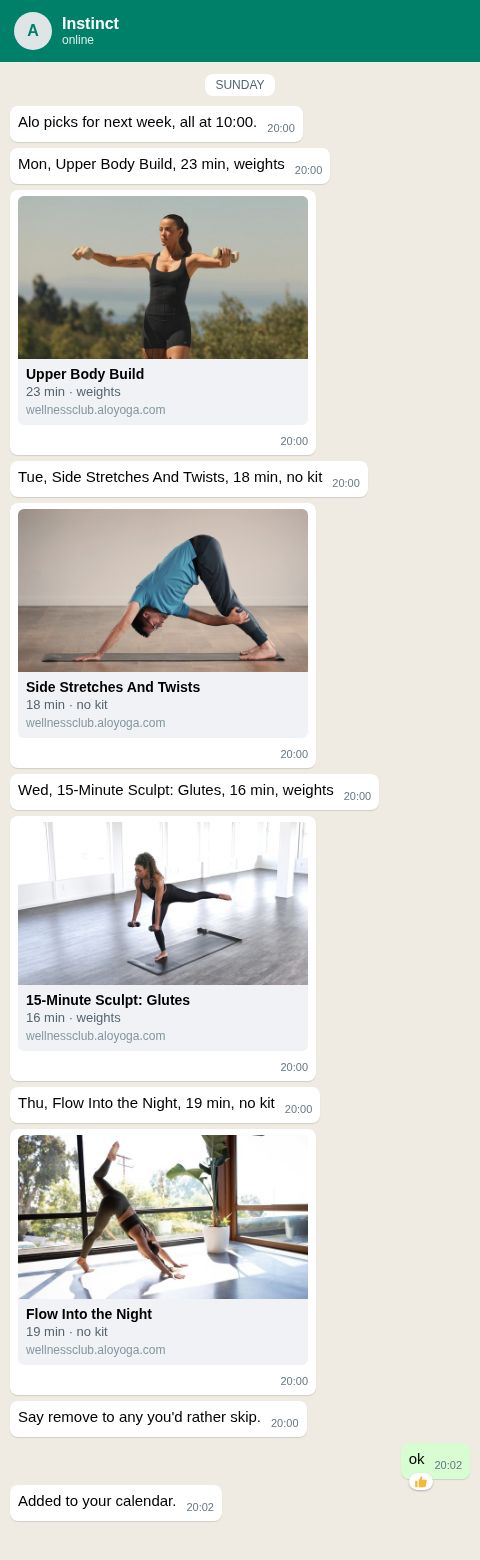 A
Instinct
online
SUNDAY
Alo picks for next week, all at 10:00. 20:00
Mon, Upper Body Build, 23 min, weights 20:00
Upper Body Build
23 min · weights
wellnessclub.aloyoga.com
20:00
Tue, Side Stretches And Twists, 18 min, no kit 20:00
Side Stretches And Twists
18 min · no kit
wellnessclub.aloyoga.com
20:00
Wed, 15-Minute Sculpt: Glutes, 16 min, weights 20:00
15-Minute Sculpt: Glutes
16 min · weights
wellnessclub.aloyoga.com
20:00
Thu, Flow Into the Night, 19 min, no kit 20:00
Flow Into the Night
19 min · no kit
wellnessclub.aloyoga.com
20:00
Say remove to any you'd rather skip. 20:00
ok 20:02
Added to your calendar. 20:02